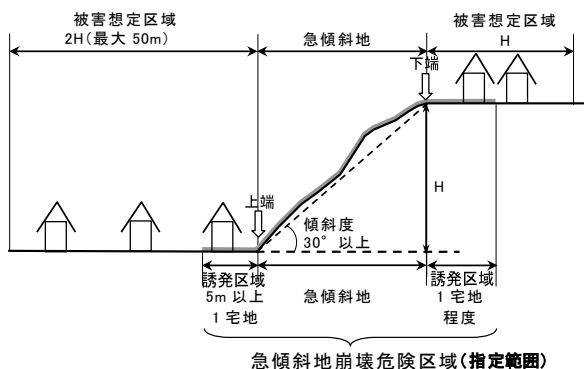 被害想定区域
2H(最大 50m)
急傾斜地
被害想定区域
H
下端
上端
H
傾斜度
30° 以上
誘発区域
5m 以上
1 宅地
急傾斜地
誘発区域
1 宅地
程度
急傾斜地崩壊危険区域(指定範囲)